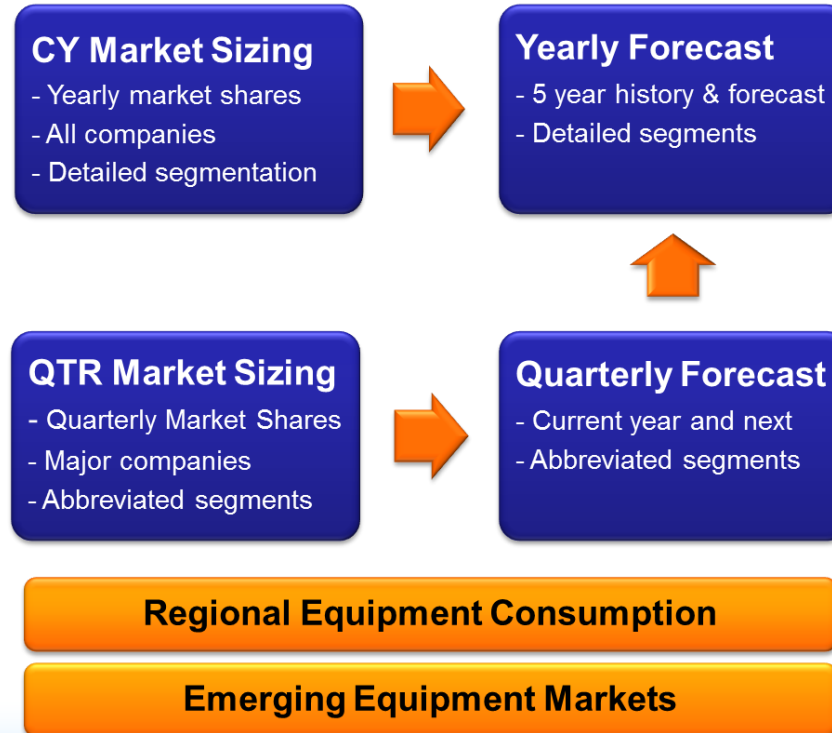 CY Market Sizing
- Yearly market shares
- All companies
- Detailed segmentation
Yearly Forecast
- 5 year history & forecast
- Detailed segments
QTR Market Sizing
- Quarterly Market Shares
- Major companies
- Abbreviated segments
Quarterly Forecast
- Current year and next
- Abbreviated segments
Regional Equipment Consumption
Emerging Equipment Markets